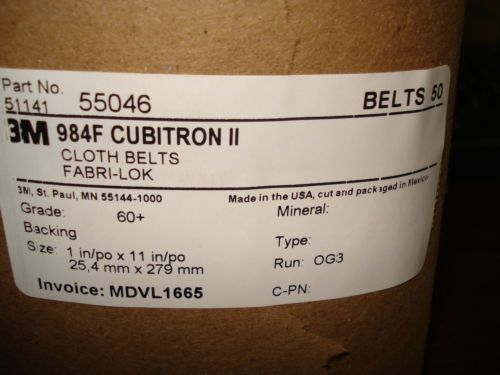 Part No.
51141 55046 BELTS 50
3M 984F CUBITRON II
CLOTH BELTS
FABRI-LOK
3M, St. Paul, MN 55144-1000 Made in the USA, cut and packaged in Mexico
Grade: 60+ Mineral:
Backing
Type:
Size: 1 in/po x 11 in/po
25,4 mm x 279 mm Run: OG3
Invoice: MDVL1665 C-PN: